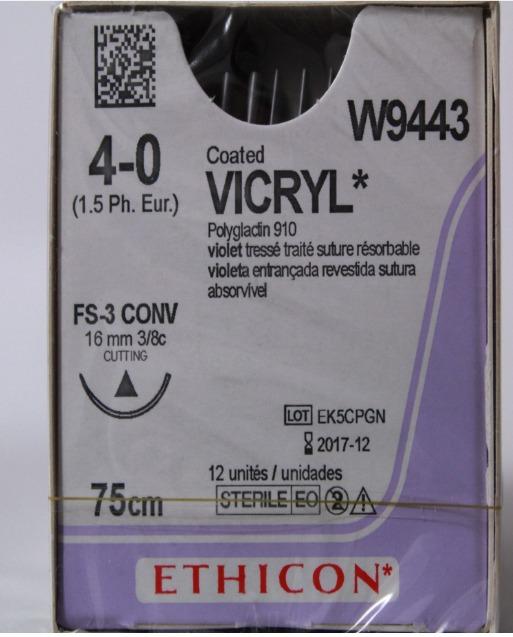 W9443
4-0
(1.5 Ph. Eur.)
Coated
VICRYL*
Polyglactin 910
violet tressé traité suture résorbable
violeta entrançada revestida sutura
absorvível
FS-3 CONV
16 mm 3/8c
CUTTING
LOT EK5CPGN
2017-12
12 unités / unidades
75cm
STERILE EO 2
ETHICON*